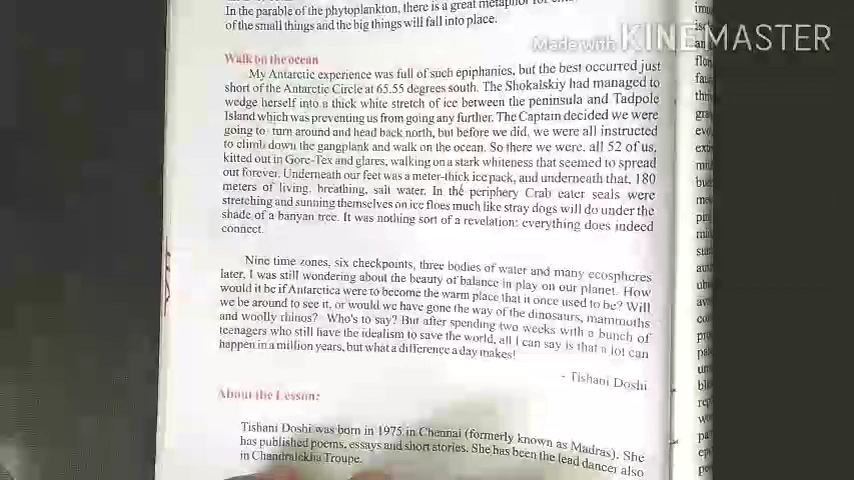 In the parable of the phytoplankton, there is a great metaphor for
of the small things and the big things will fall into place.
Made with KINEMASTER
Walk on the ocean
My Antarctic experience was full of such epiphanies, but the best occurred just
short of the Antarctic Circle at 65.55 degrees south. The Shokalskiy had managed to
wedge herself into a thick white stretch of ice between the peninsula and Tadpole
Island which was preventing us from going any further. The Captain decided we were
going to turn around and head back north, but before we did, we were all instructed
to climb down the gangplank and walk on the ocean. So there we were, all 52 of us,
kitted out in Gore-Tex and glares, walking on a stark whiteness that seemed to spread
out forever. Underneath our feet was a meter-thick ice pack, and underneath that, 180
meters of living, breathing, salt water. In the periphery Crab eater seals were
stretching and sunning themselves on ice floes much like stray dogs will do under the
shade of a banyan tree. It was nothing sort of a revelation: everything does indeed
connect.
Nine time zones, six checkpoints, three bodies of water and many ecospheres
later, I was still wondering about the beauty of balance in play on our planet. How
would it be if Antarctica were to become the warm place that it once used to be? Will
we be around to see it, or would we have gone the way of the dinosaurs, mammoths
and woolly rhinos? Who's to say? But after spending two weeks with a bunch of
teenagers who still have the idealism to save the world, all I can say is that a lot can
happen in a million years, but what a difference a day makes!
- Tishani Doshi
About the Lesson:
Tishani Doshi was born in 1975 in Chennai (formerly known as Madras). She
has published poems, essays and short stories. She has been the lead dancer also
in Chandralekha Troupe.